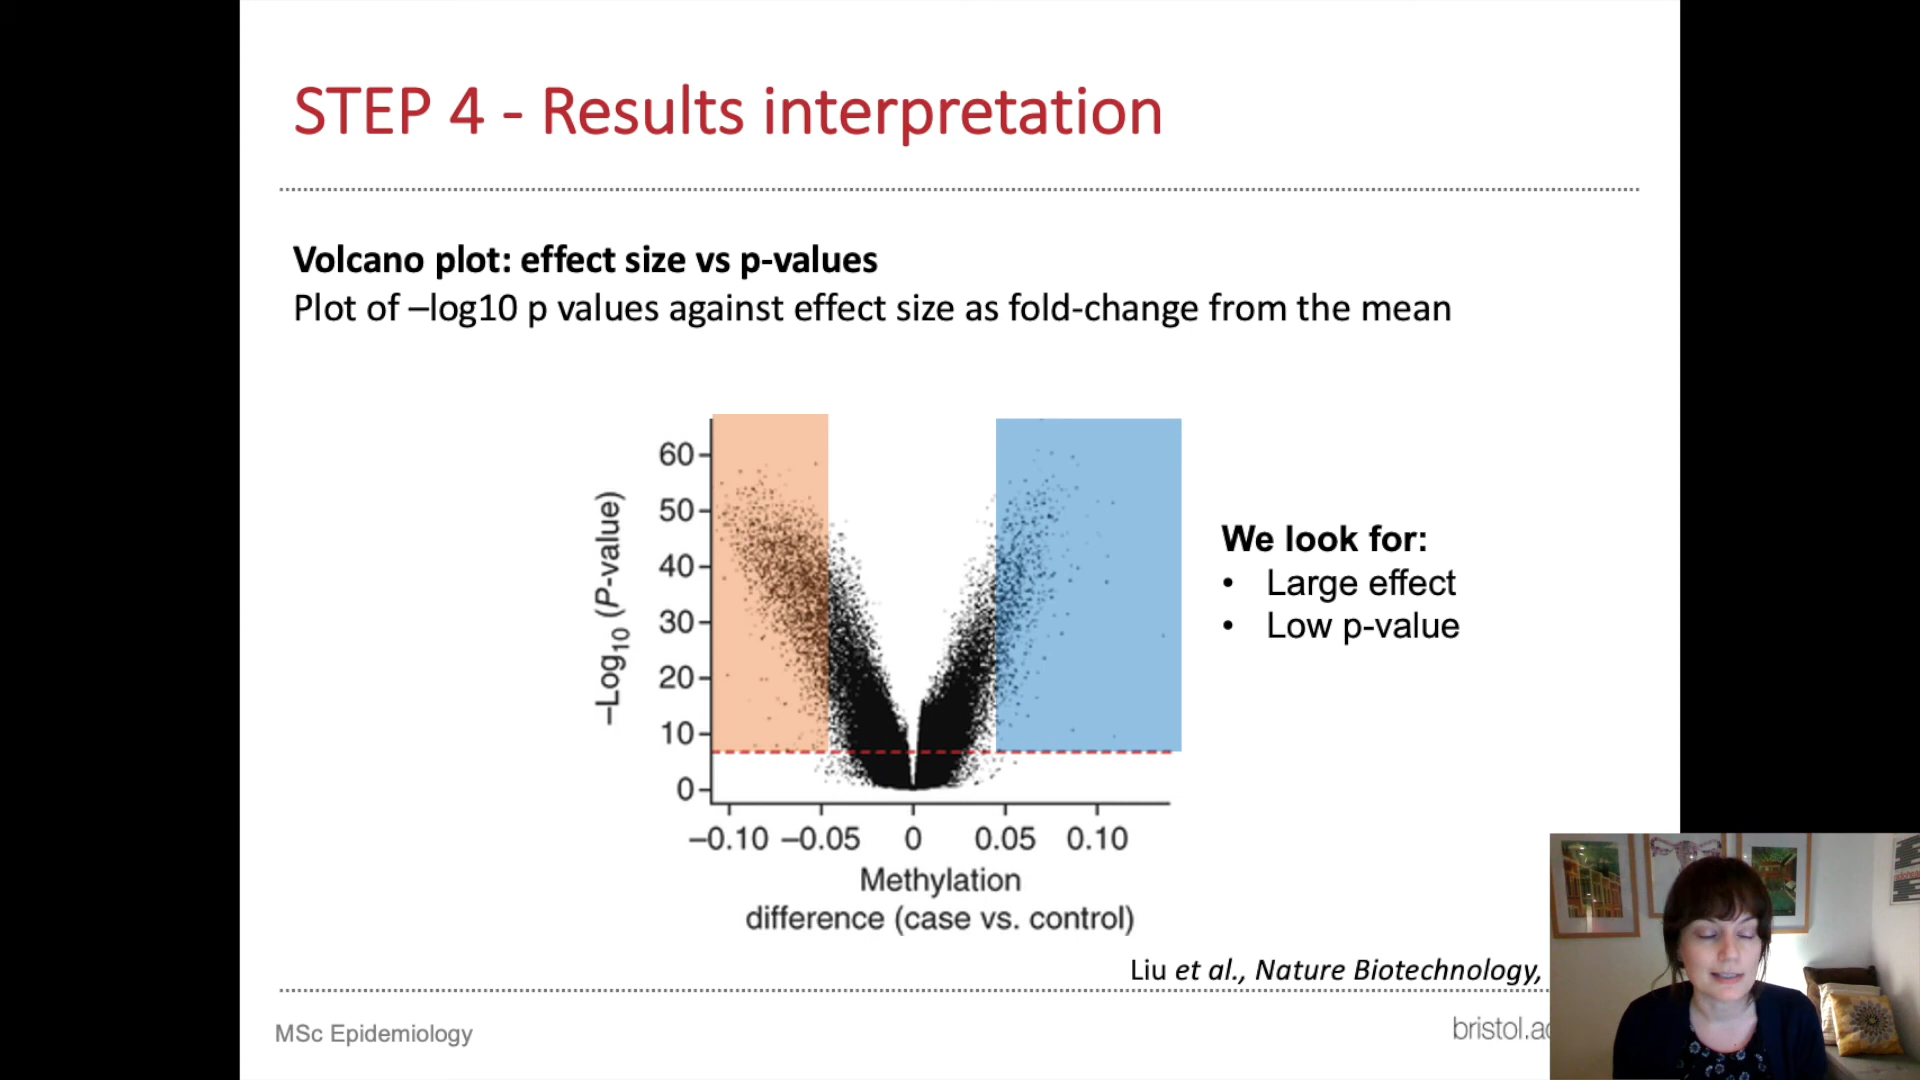 STEP 4 - Results interpretation
Volcano plot: effect size vs p-values
Plot of –log10 p values against effect size as fold-change from the mean
60
50
40
30
20
10
0
–Log10 (P-value)
–0.10 –0.05 0 0.05 0.10
Methylation
difference (case vs. control)
We look for:
• Large effect
• Low p-value
Liu et al., Nature Biotechnology,
MSc Epidemiology